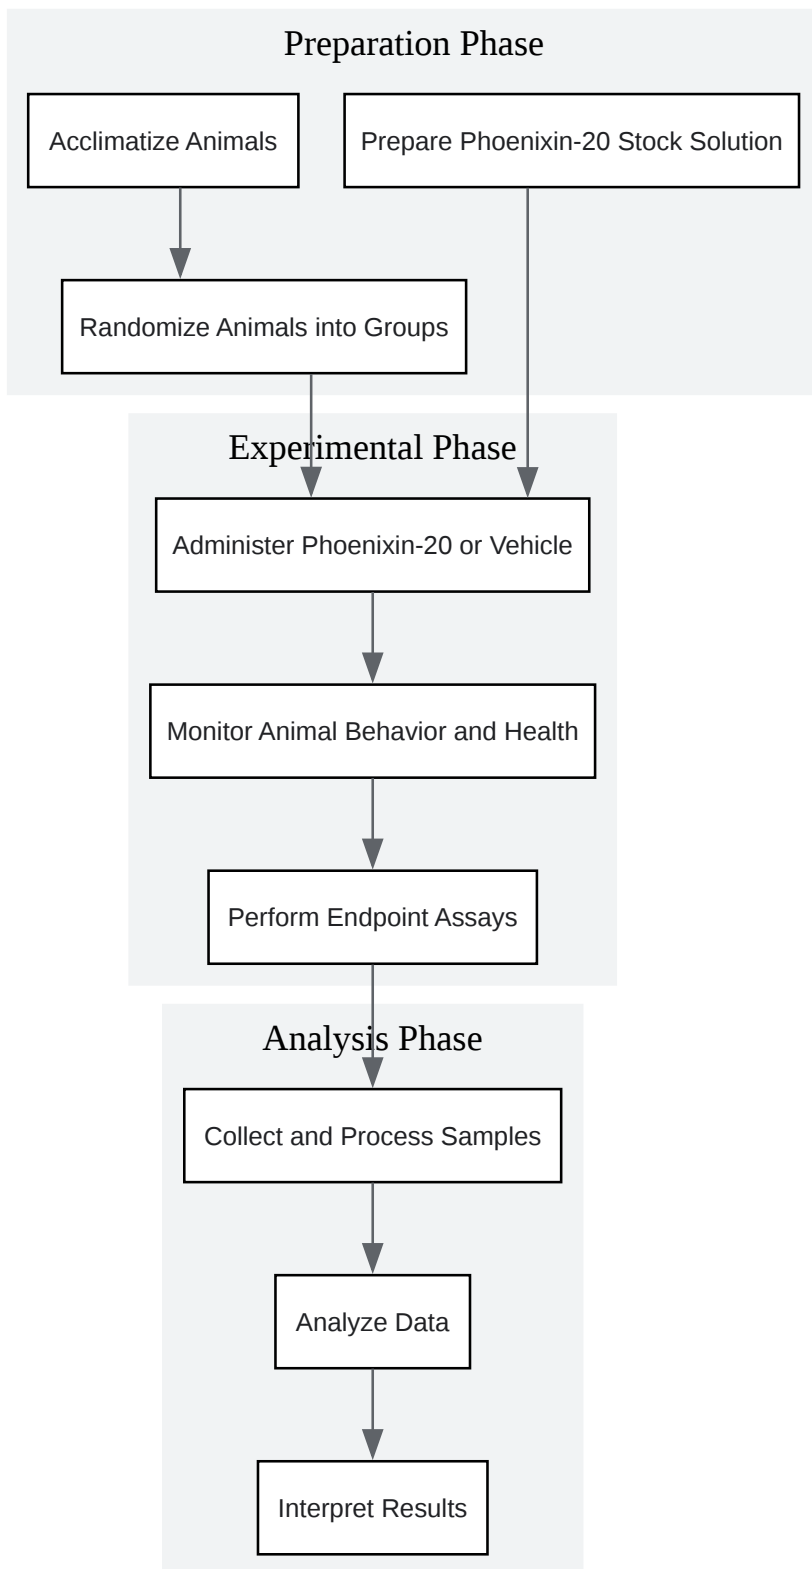 Preparation Phase
Acclimatize Animals
Prepare Phoenixin-20 Stock Solution
Randomize Animals into Groups
Experimental Phase
Administer Phoenixin-20 or Vehicle
Monitor Animal Behavior and Health
Perform Endpoint Assays
Analysis Phase
Collect and Process Samples
Analyze Data
Interpret Results